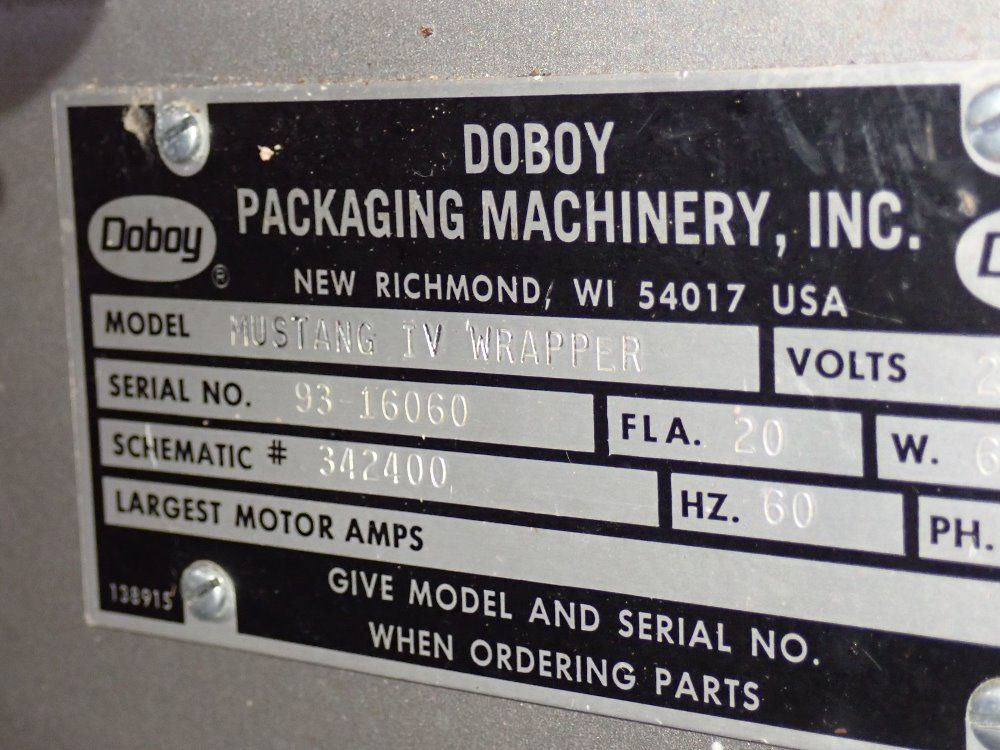 DOBOY
PACKAGING MACHINERY, INC.
Doboy ®
NEW RICHMOND, WI 54017 USA
MODEL MUSTANG IV WRAPPER VOLTS 2
SERIAL NO. 93-16060 FLA. 20 W. 6
SCHEMATIC # 342400 HZ. 60 PH.
LARGEST MOTOR AMPS
GIVE MODEL AND SERIAL NO.
WHEN ORDERING PARTS
138915